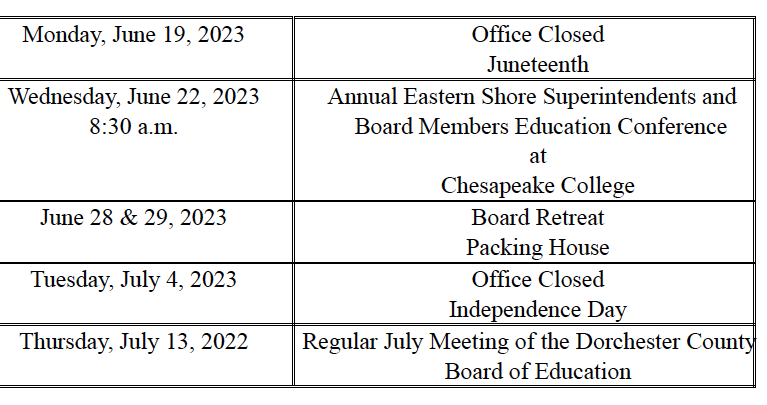 Monday, June 19, 2023
Office Closed
Juneteenth
Wednesday, June 22, 2023
8:30 a.m.
Annual Eastern Shore Superintendents and
Board Members Education Conference
at
Chesapeake College
June 28 & 29, 2023
Board Retreat
Packing House
Tuesday, July 4, 2023
Office Closed
Independence Day
Thursday, July 13, 2022
Regular July Meeting of the Dorchester County
Board of Education